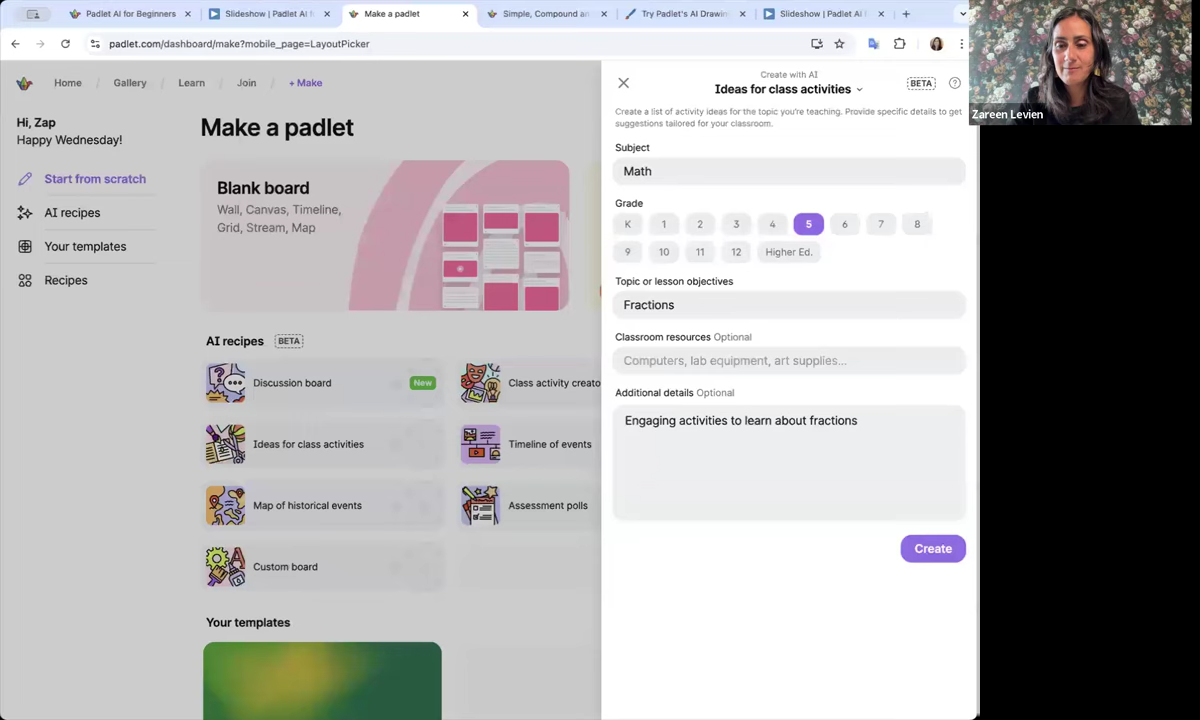 Padlet AI for Beginners
Slideshow | Padlet AI f
Make a padlet
Simple, Compound an
Try Padlet's AI Drawin
Slideshow | Padlet AI
padlet.com/dashboard/make?mobile_page=LayoutPicker
Zareen Levien
Home / Gallery / Learn / Join / + Make
Hi, Zap
Happy Wednesday!
Start from scratch
AI recipes
Your templates
Recipes
Make a padlet
Blank board
Wall, Canvas, Timeline,
Grid, Stream, Map
AI recipes BETA
Discussion board New
Class activity creato
Ideas for class activities
Timeline of events
Map of historical events
Assessment polls
Custom board
Your templates
Create with AI
Ideas for class activities
BETA
?
Create a list of activity ideas for the topic you're teaching. Provide specific details to get
suggestions tailored for your classroom.
Subject
Math
Grade
K 1 2 3 4 5 6 7 8
9 10 11 12 Higher Ed.
Topic or lesson objectives
Fractions
Classroom resources Optional
Computers, lab equipment, art supplies...
Additional details Optional
Engaging activities to learn about fractions
Create